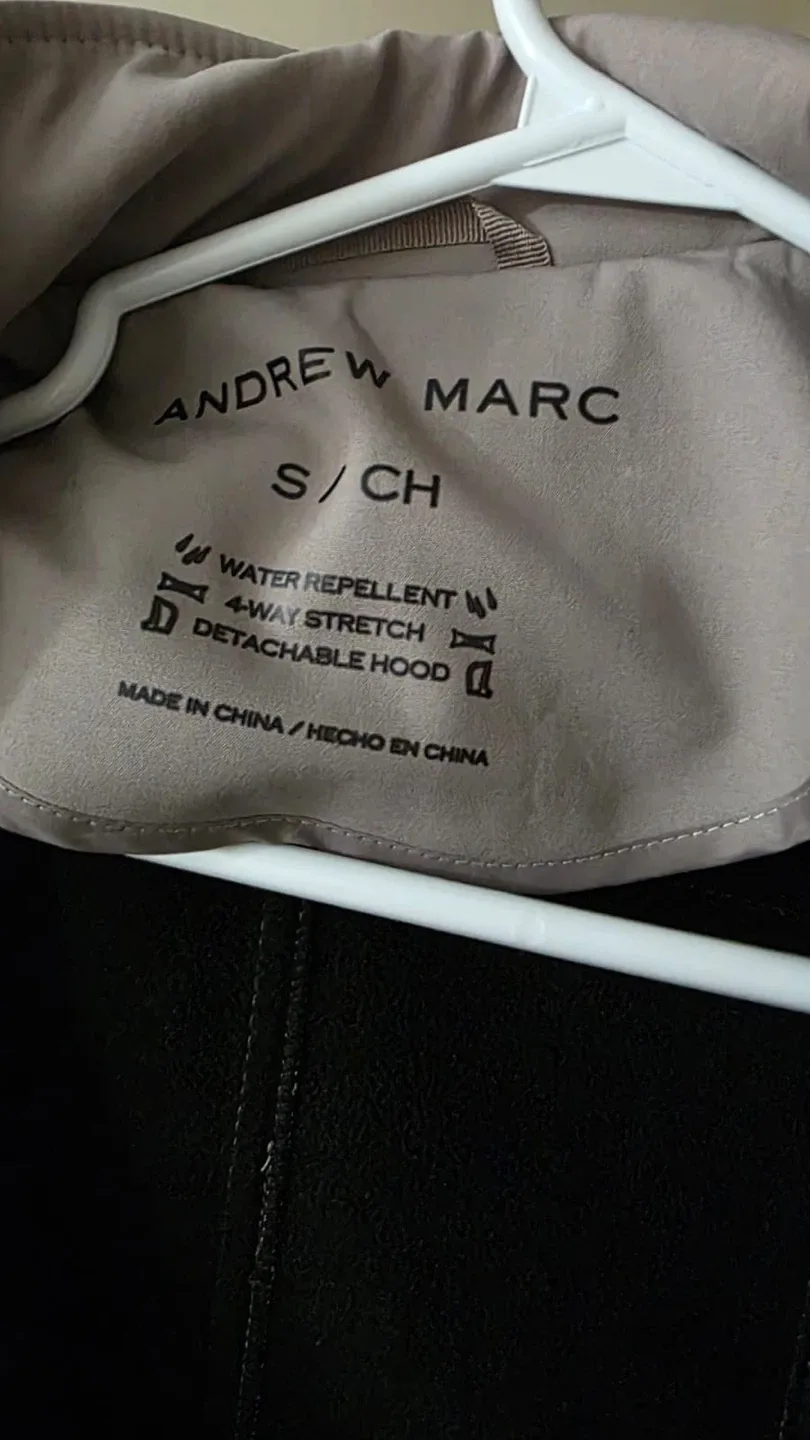 ANDREW MARC
S / CH
WATER REPELLENT
4-WAY STRETCH
DETACHABLE HOOD
MADE IN CHINA / HECHO EN CHINA